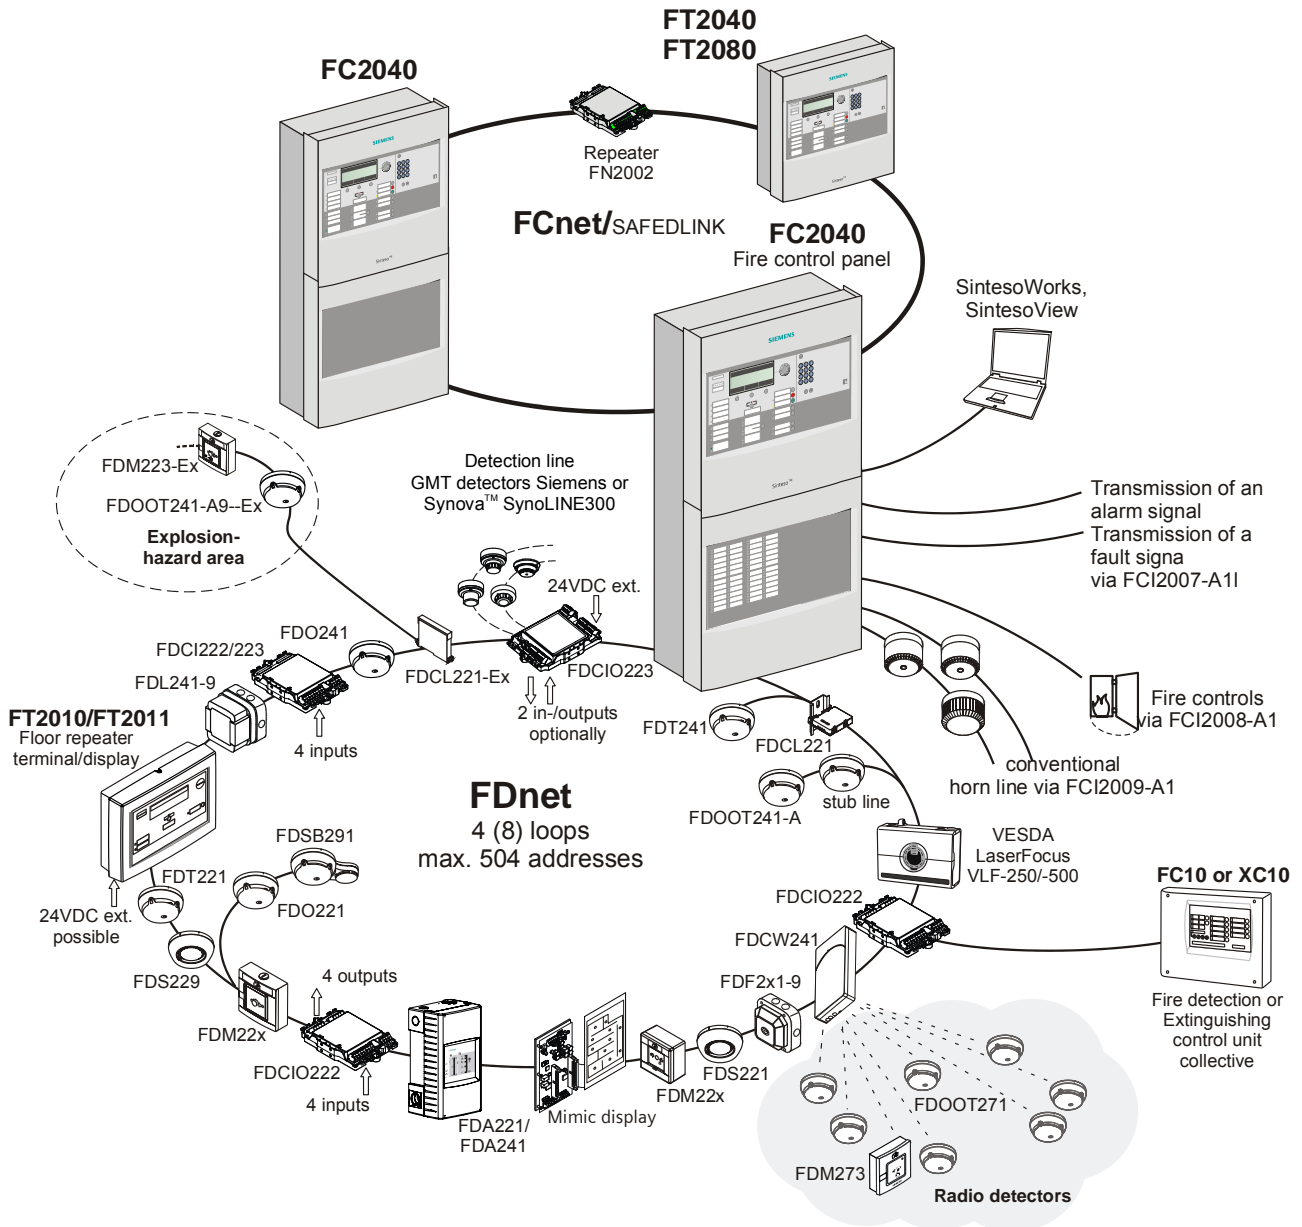 FT2040
FT2080
FC2040
SIEMENS
Sinteso™
Repeater
FN2002
FCnet/SAFEDLINK
FC2040
Fire control panel
SIEMENS
Sinteso™
SintesoWorks,
SintesoView
FDM223-Ex
FDOOT241-A9--Ex
Explosion-
hazard area
Detection line
GMT detectors Siemens or
Synova™ SynoLINE300
Transmission of an
alarm signal
Transmission of a
fault signa
via FCI2007-A1I
24VDC ext.
FDO241
FDCI222/223
FDL241-9
FDCL221-Ex
FDCIO223
FT2010/FT2011
Floor repeater
terminal/display
4 inputs
2 in-/outputs
optionally
FDT241
FDCL221
Fire controls
via FCI2008-A1
conventional
horn line via FCI2009-A1
FDnet
4 (8) loops
max. 504 addresses
stub line
FDOOT241-A
VESDA
LaserFocus
VLF-250/-500
FDSB291
FDT221
FDO221
24VDC ext.
possible
FDCIO222
FC10 or XC10
FDCW241
FDS229
4 outputs
FDF2x1-9
FDM22x
FDCIO222
4 inputs
FDA221/
FDA241
Mimic display
FDM22x
FDS221
Fire detection or
Extinguishing
control unit
collective
FDOOT271
FDM273
Radio detectors